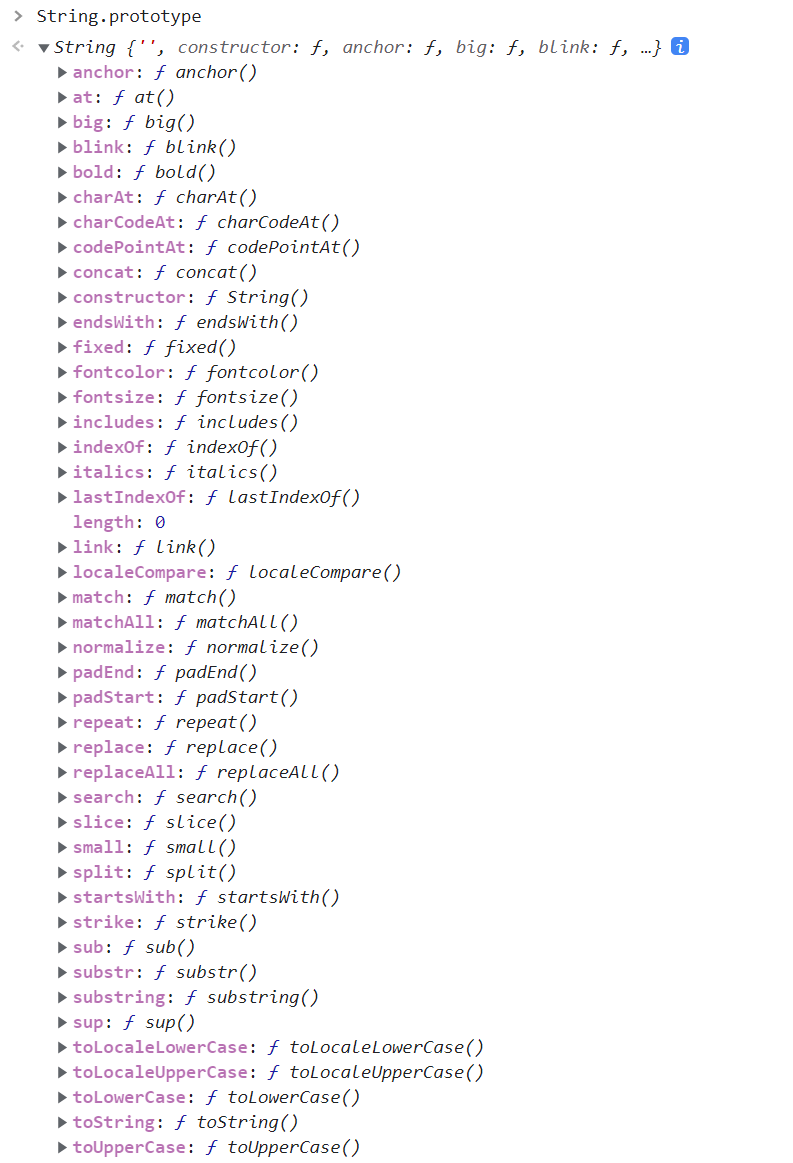 > String.prototype
<· ▼String {'', constructor: ƒ, anchor: ƒ, big: ƒ, blink: ƒ, …} i
▶anchor: ƒ anchor()
▶at: ƒ at()
▶big: ƒ big()
▶blink: ƒ blink()
▶bold: ƒ bold()
▶charAt: ƒ charAt()
▶charCodeAt: ƒ charCodeAt()
▶codePointAt: ƒ codePointAt()
▶concat: ƒ concat()
▶constructor: ƒ String()
▶endsWith: ƒ endsWith()
▶fixed: ƒ fixed()
▶fontcolor: ƒ fontcolor()
▶fontsize: ƒ fontsize()
▶includes: ƒ includes()
▶indexOf: ƒ indexOf()
▶italics: ƒ italics()
▶lastIndexOf: ƒ lastIndexOf()
length: 0
▶link: ƒ link()
▶localeCompare: ƒ localeCompare()
▶match: ƒ match()
▶matchAll: ƒ matchAll()
▶normalize: ƒ normalize()
▶padEnd: ƒ padEnd()
▶padStart: ƒ padStart()
▶repeat: ƒ repeat()
▶replace: ƒ replace()
▶replaceAll: ƒ replaceAll()
▶search: ƒ search()
▶slice: ƒ slice()
▶small: ƒ small()
▶split: ƒ split()
▶startsWith: ƒ startsWith()
▶strike: ƒ strike()
▶sub: ƒ sub()
▶substr: ƒ substr()
▶substring: ƒ substring()
▶sup: ƒ sup()
▶toLocaleLowerCase: ƒ toLocaleLowerCase()
▶toLocaleUpperCase: ƒ toLocaleUpperCase()
▶toLowerCase: ƒ toLowerCase()
▶toString: ƒ toString()
▶toUpperCase: ƒ toUpperCase()